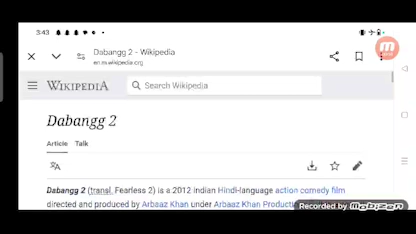 3:43
Dabangg 2 - Wikipedia
en.m.wikipedia.org
WIKIPEDIA
Search Wikipedia
Dabangg 2
Article Talk
Dabangg 2 (transl. Fearless 2) is a 2012 Indian Hindi-language action comedy film
directed and produced by Arbaaz Khan under Arbaaz Khan Producti
Recorded by Mobizen